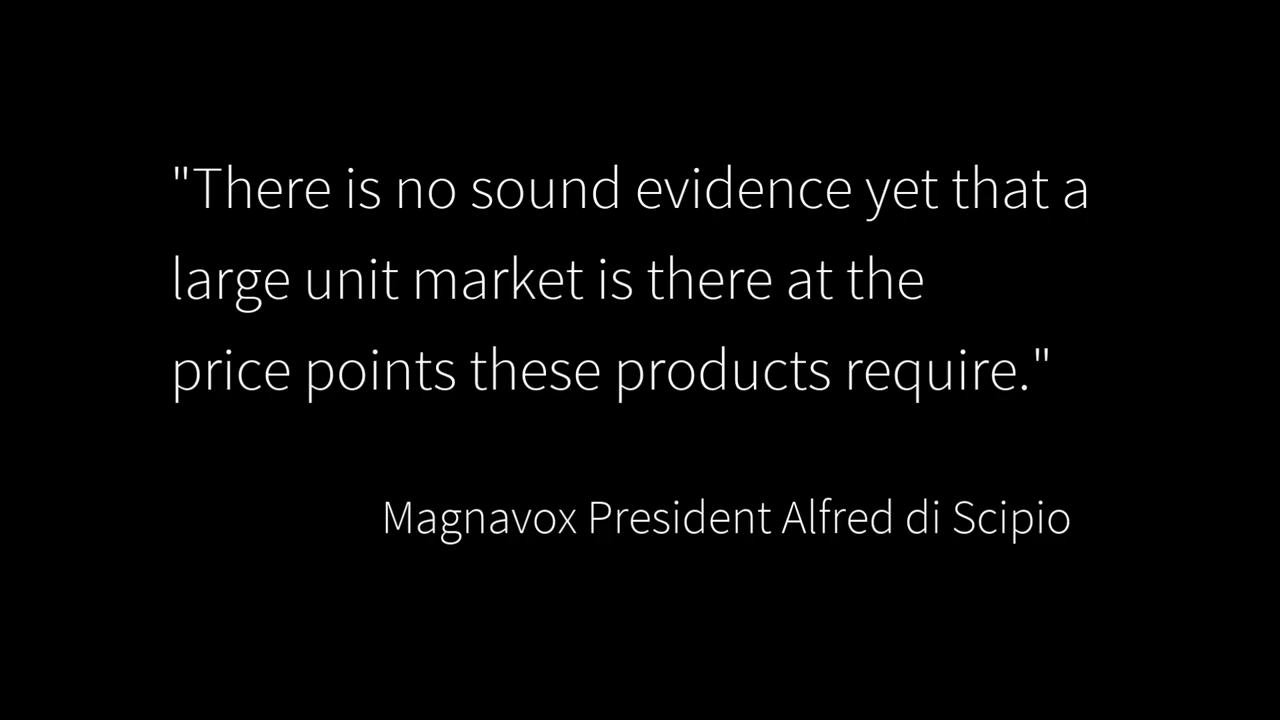 "There is no sound evidence yet that a
large unit market is there at the
price points these products require."
Magnavox President Alfred di Scipio